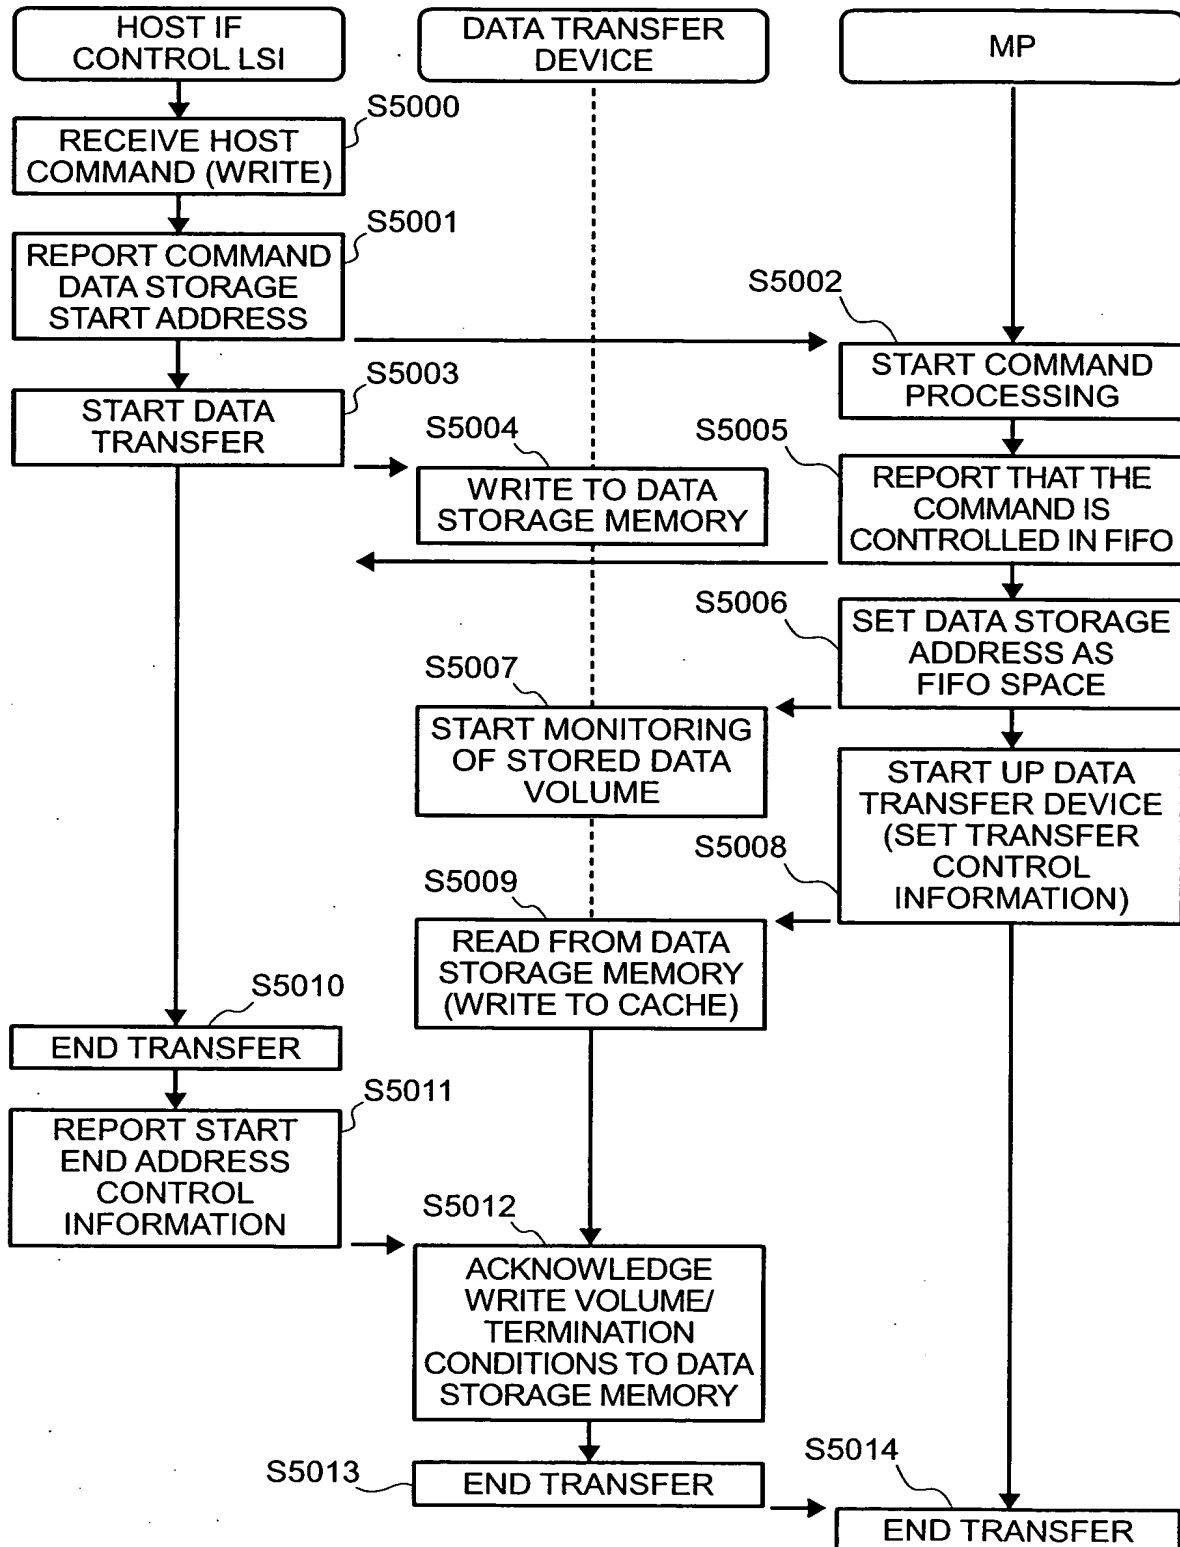 HOST IF
CONTROL LSI
DATA TRANSFER
DEVICE
MP
S5000
RECEIVE HOST
COMMAND (WRITE)
S5001
REPORT COMMAND
DATA STORAGE
START ADDRESS
S5002
START COMMAND
PROCESSING
S5003
START DATA
TRANSFER
S5004
WRITE TO DATA
STORAGE MEMORY
S5005
REPORT THAT THE
COMMAND IS
CONTROLLED IN FIFO
S5006
SET DATA STORAGE
ADDRESS AS
FIFO SPACE
S5007
START MONITORING
OF STORED DATA
VOLUME
S5008
START UP DATA
TRANSFER DEVICE
(SET TRANSFER
CONTROL
INFORMATION)
S5009
READ FROM DATA
STORAGE MEMORY
(WRITE TO CACHE)
S5010
END TRANSFER
S5011
REPORT START
END ADDRESS
CONTROL
INFORMATION
S5012
ACKNOWLEDGE
WRITE VOLUME/
TERMINATION
CONDITIONS TO DATA
STORAGE MEMORY
S5013
END TRANSFER
S5014
END TRANSFER